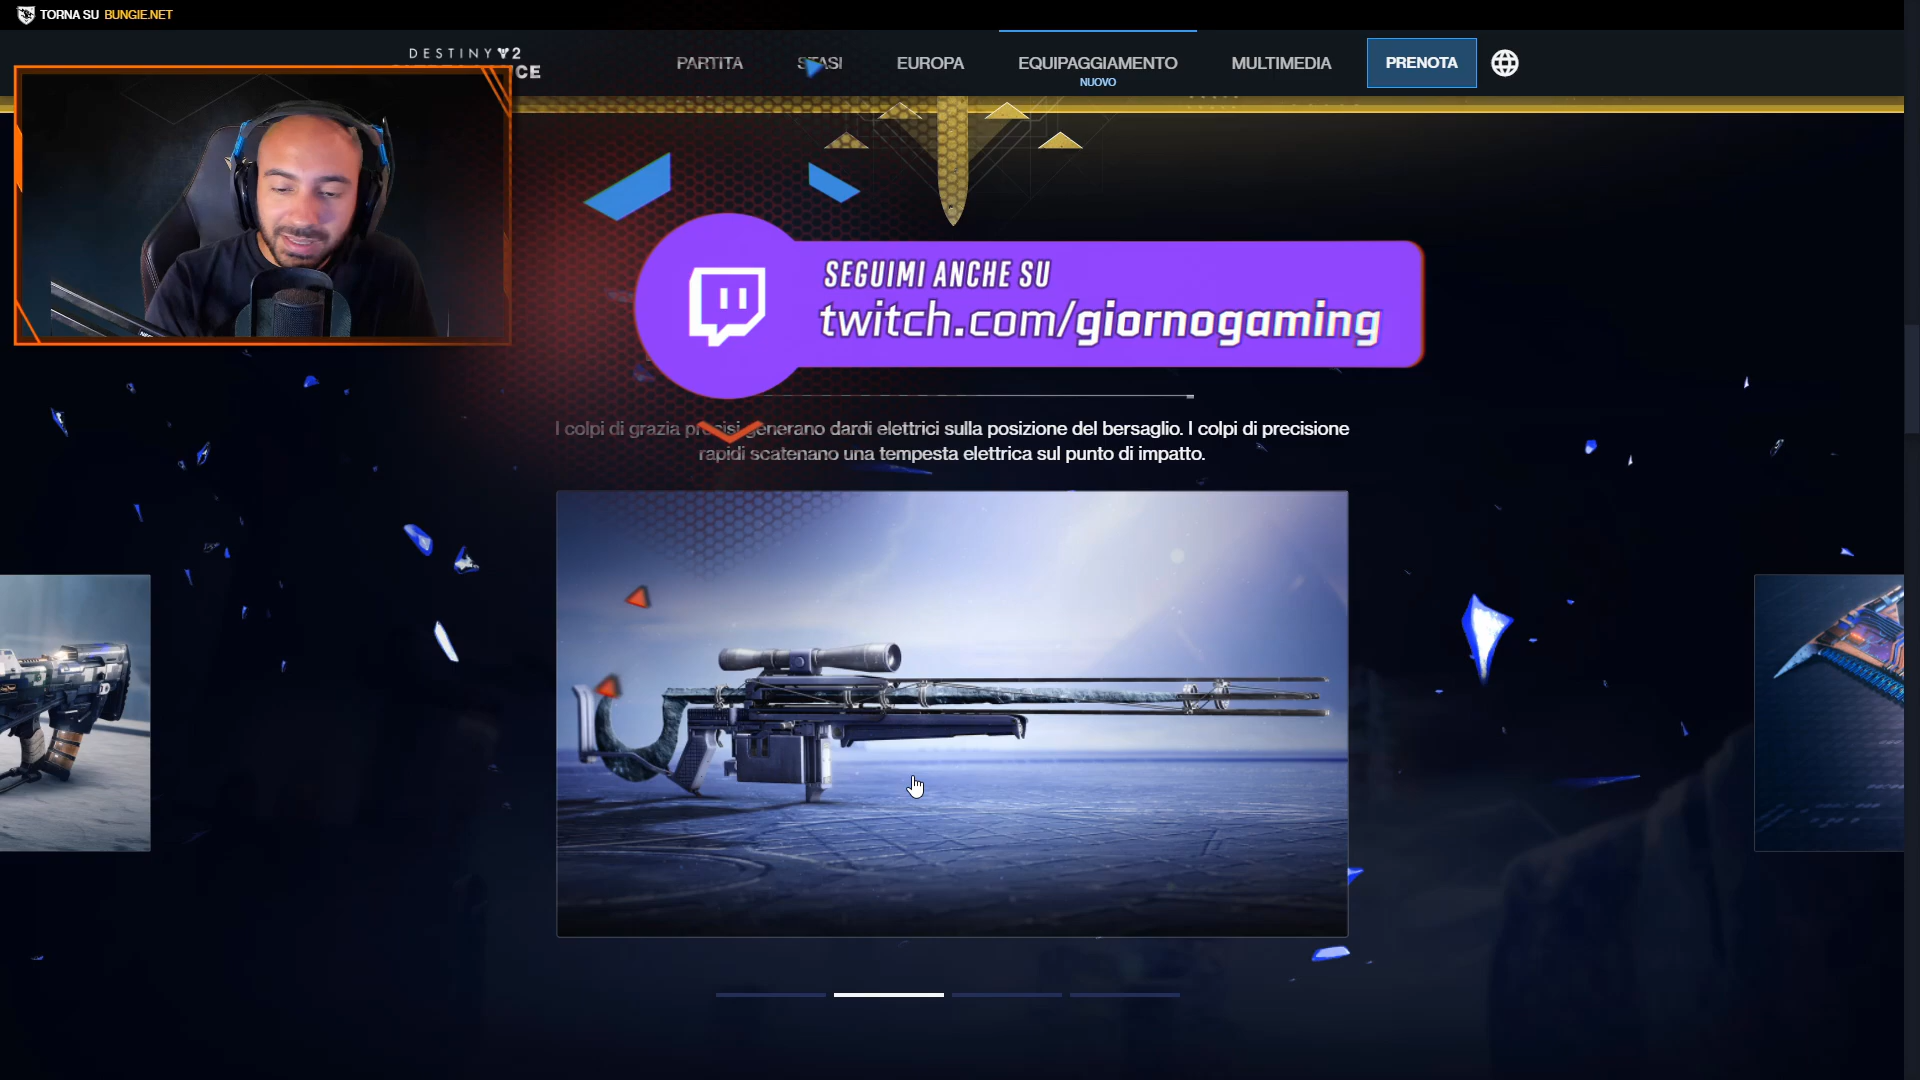 TORNA SU BUNGIE.NET
DESTINY 2
CE
PARTITA
STASI
EUROPA
EQUIPAGGIAMENTO
NUOVO
MULTIMEDIA
PRENOTA
SEGUIMI ANCHE SU
twitch.com/giornogaming
I colpi di grazia precisi generano dardi elettrici sulla posizione del bersaglio. I colpi di precisione
rapidi scatenano una tempesta elettrica sul punto di impatto.